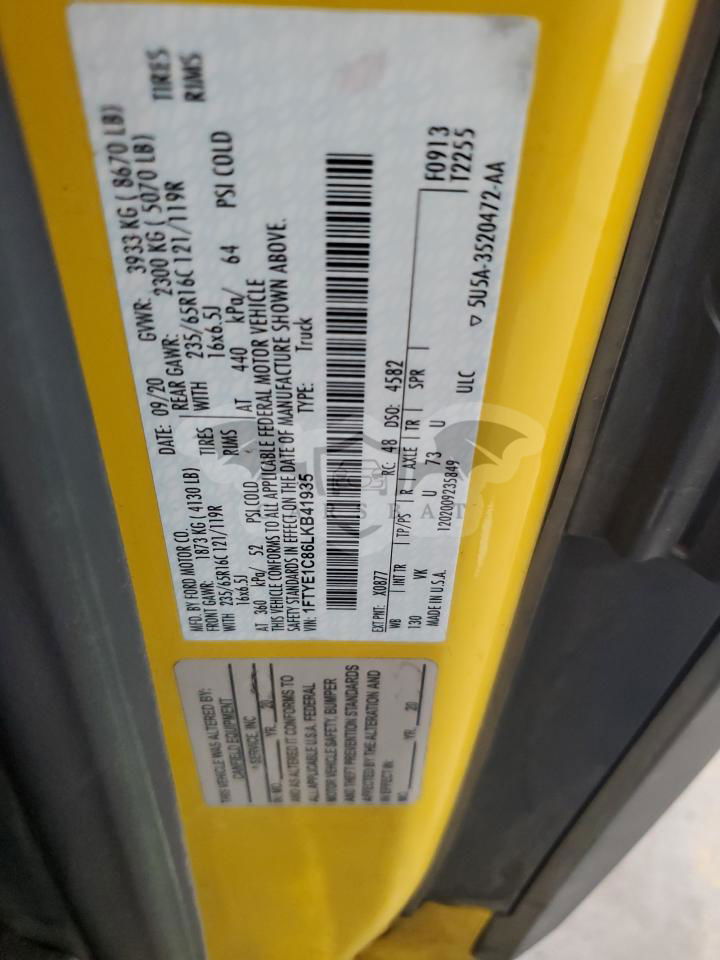 MFD. BY FORD MOTOR CO.
DATE: 09/20 GVWR: 3933 KG ( 8670 LB)
FRONT GAWR: 1873 KG ( 4130 LB) REAR GAWR: 2300 KG ( 5070 LB)
WITH 235/65R16C 121/119R TIRES WITH 235/65R16C 121/119R TIRES
16x6.5J RIMS 16x6.5J RIMS
AT 360 kPa/ 52 PSI COLD AT 440 kPa/ 64 PSI COLD
THIS VEHICLE CONFORMS TO ALL APPLICABLE FEDERAL MOTOR VEHICLE
SAFETY STANDARDS IN EFFECT ON THE DATE OF MANUFACTURE SHOWN ABOVE.
VIN: 1FTYE1C86LKB41935 TYPE: Truck
EXT PNT: X0877 RC: 48 DSO: 4582 F0913
WB INT TR TP/PS R AXLE TR SPR T2255
130 VK U 73 U
MADE IN U.S.A. 1202009235849 ULC 5U5A-3520472-AA
THIS VEHICLE WAS ALTERED BY:
CANFIELD EQUIPMENT
SERVICE, INC
IN MO. YR. 20
AND AS ALTERED IT CONFORMS TO
ALL APPLICABLE U.S.A. FEDERAL
MOTOR VEHICLE SAFETY, BUMPER
AND THEFT PREVENTION STANDARDS
AFFECTED BY THE ALTERATION AND
IN EFFECT IN:
MO. YR. 20